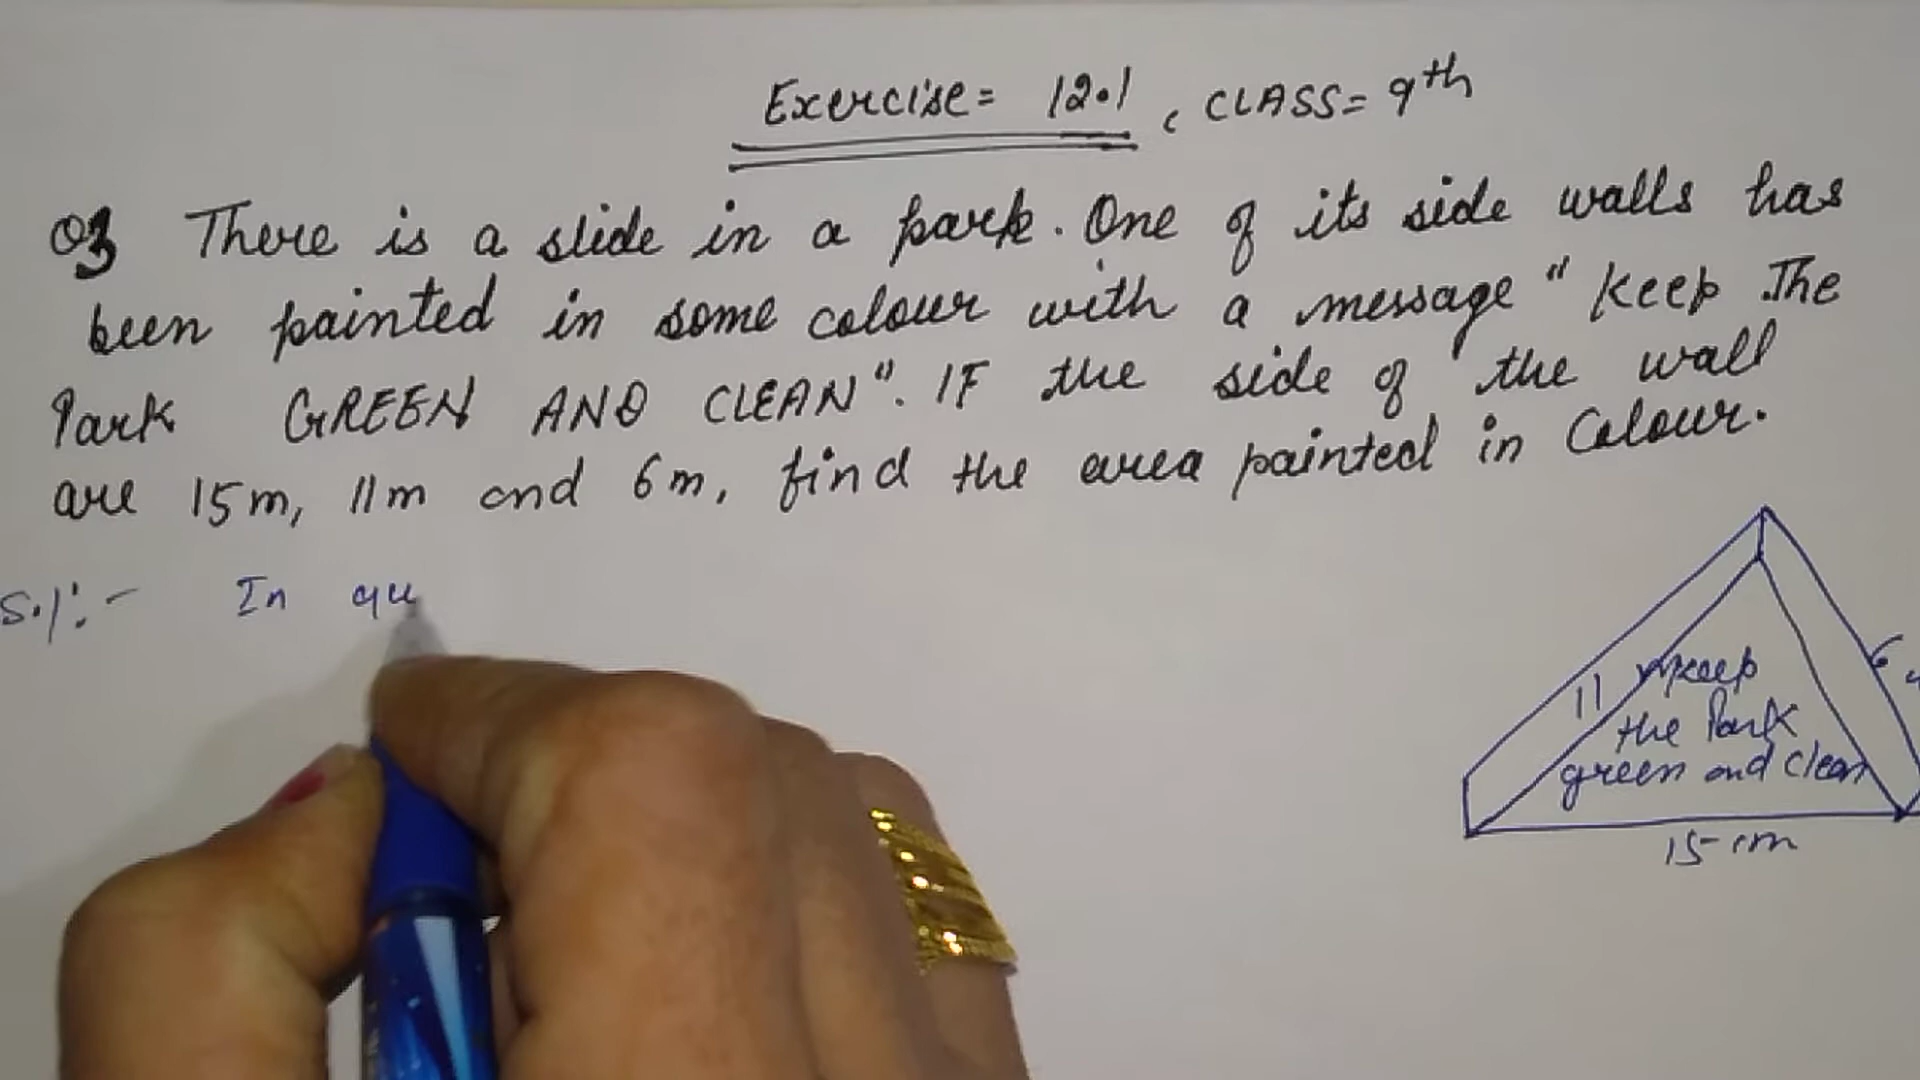 Exercise = 12.1, CLASS = 9th
Q3 There is a slide in a park. One of its side walls has
been painted in some colour with a message "keep The
Park GREEN AND CLEAN". IF the side of the wall
are 15m, 11m and 6m, find the area painted in Colour.
Sol:- In qu
11
6
keep
the Park
green and clean
15 cm